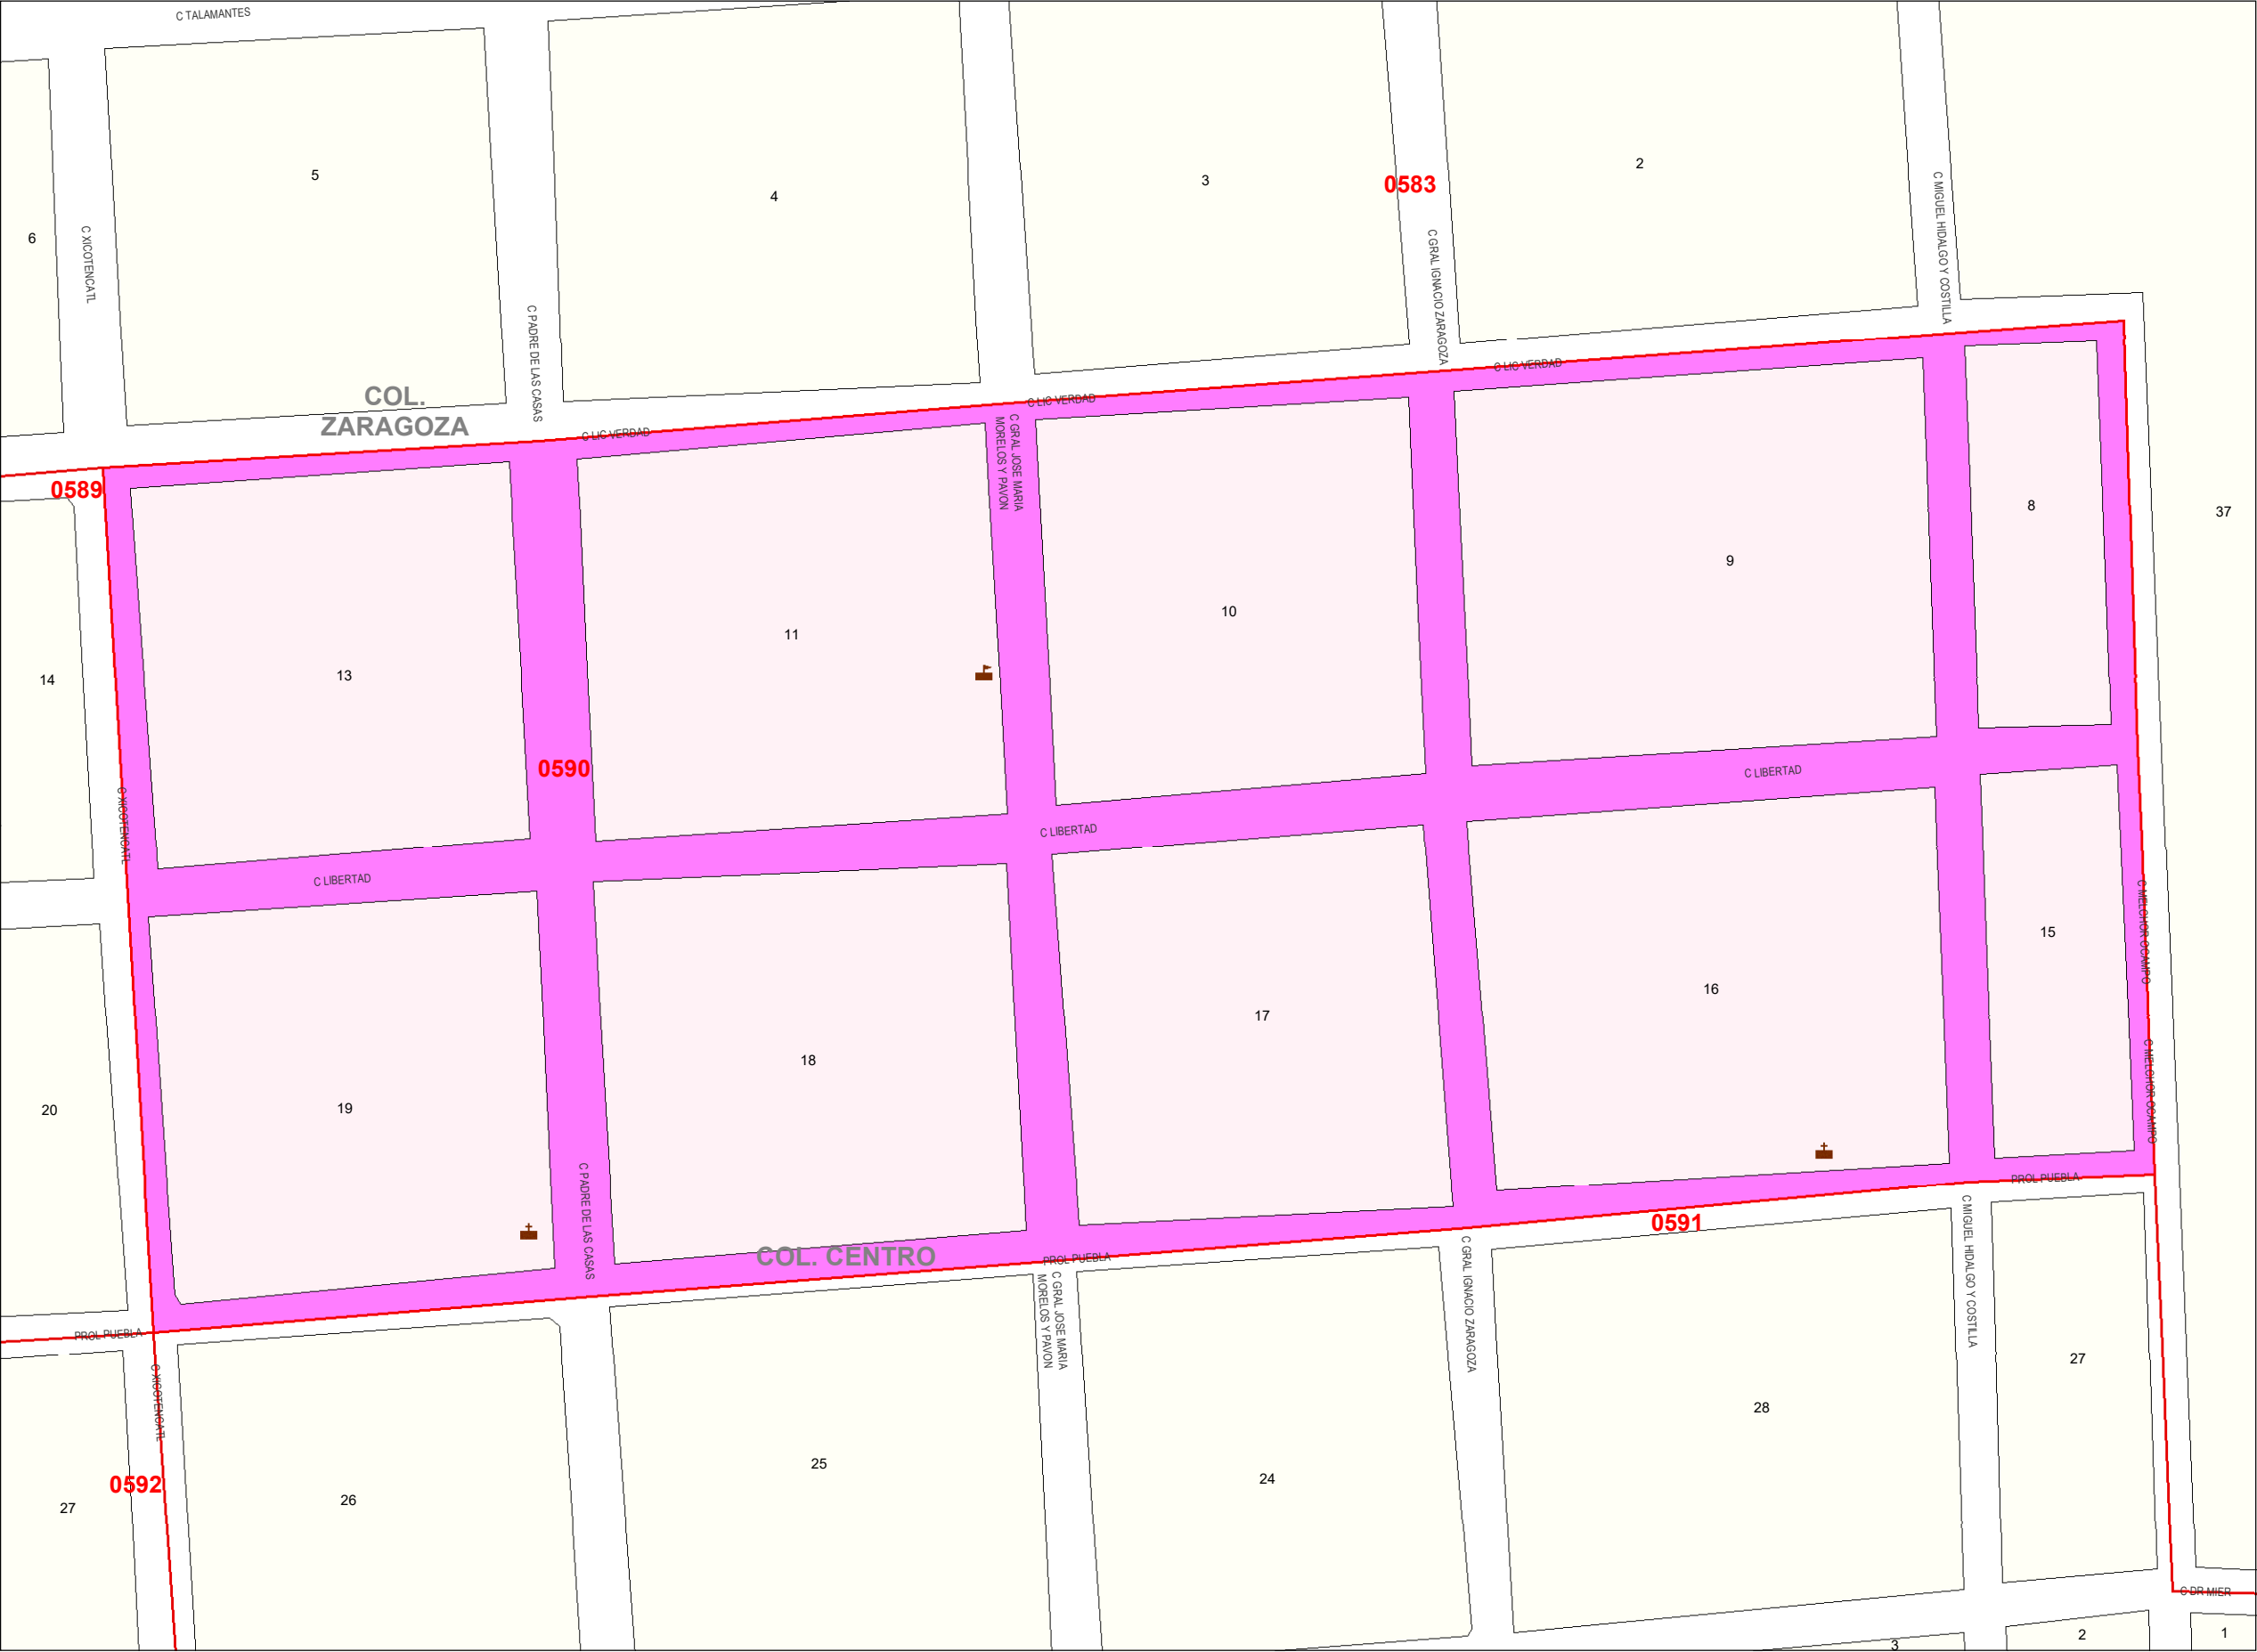 C TALAMANTES
5
4
3
0583
2
6
C XICOTENCATL
C PADRE DE LAS CASAS
C GRAL IGNACIO ZARAGOZA
C MIGUEL HIDALGO Y COSTILLA
COL.
ZARAGOZA
C LIC VERDAD
C LIC VERDAD
C LIC VERDAD
C GRAL JOSE MARIA
MORELOS Y PAVON
0589
8
37
9
10
11
13
14
0590
C LIBERTAD
C LIBERTAD
C LIBERTAD
C XICOTENCATL
C MELCHOR OCAMPO
15
16
17
18
19
20
C MELCHOR OCAMPO
C PADRE DE LAS CASAS
PROL PUEBLA
0591
COL. CENTRO
PROL PUEBLA
C GRAL JOSE MARIA
MORELOS Y PAVON
C GRAL IGNACIO ZARAGOZA
C MIGUEL HIDALGO Y COSTILLA
PROL PUEBLA
C XICOTENCATL
27
28
25
24
0592
26
27
C DR MIER
3
2
1